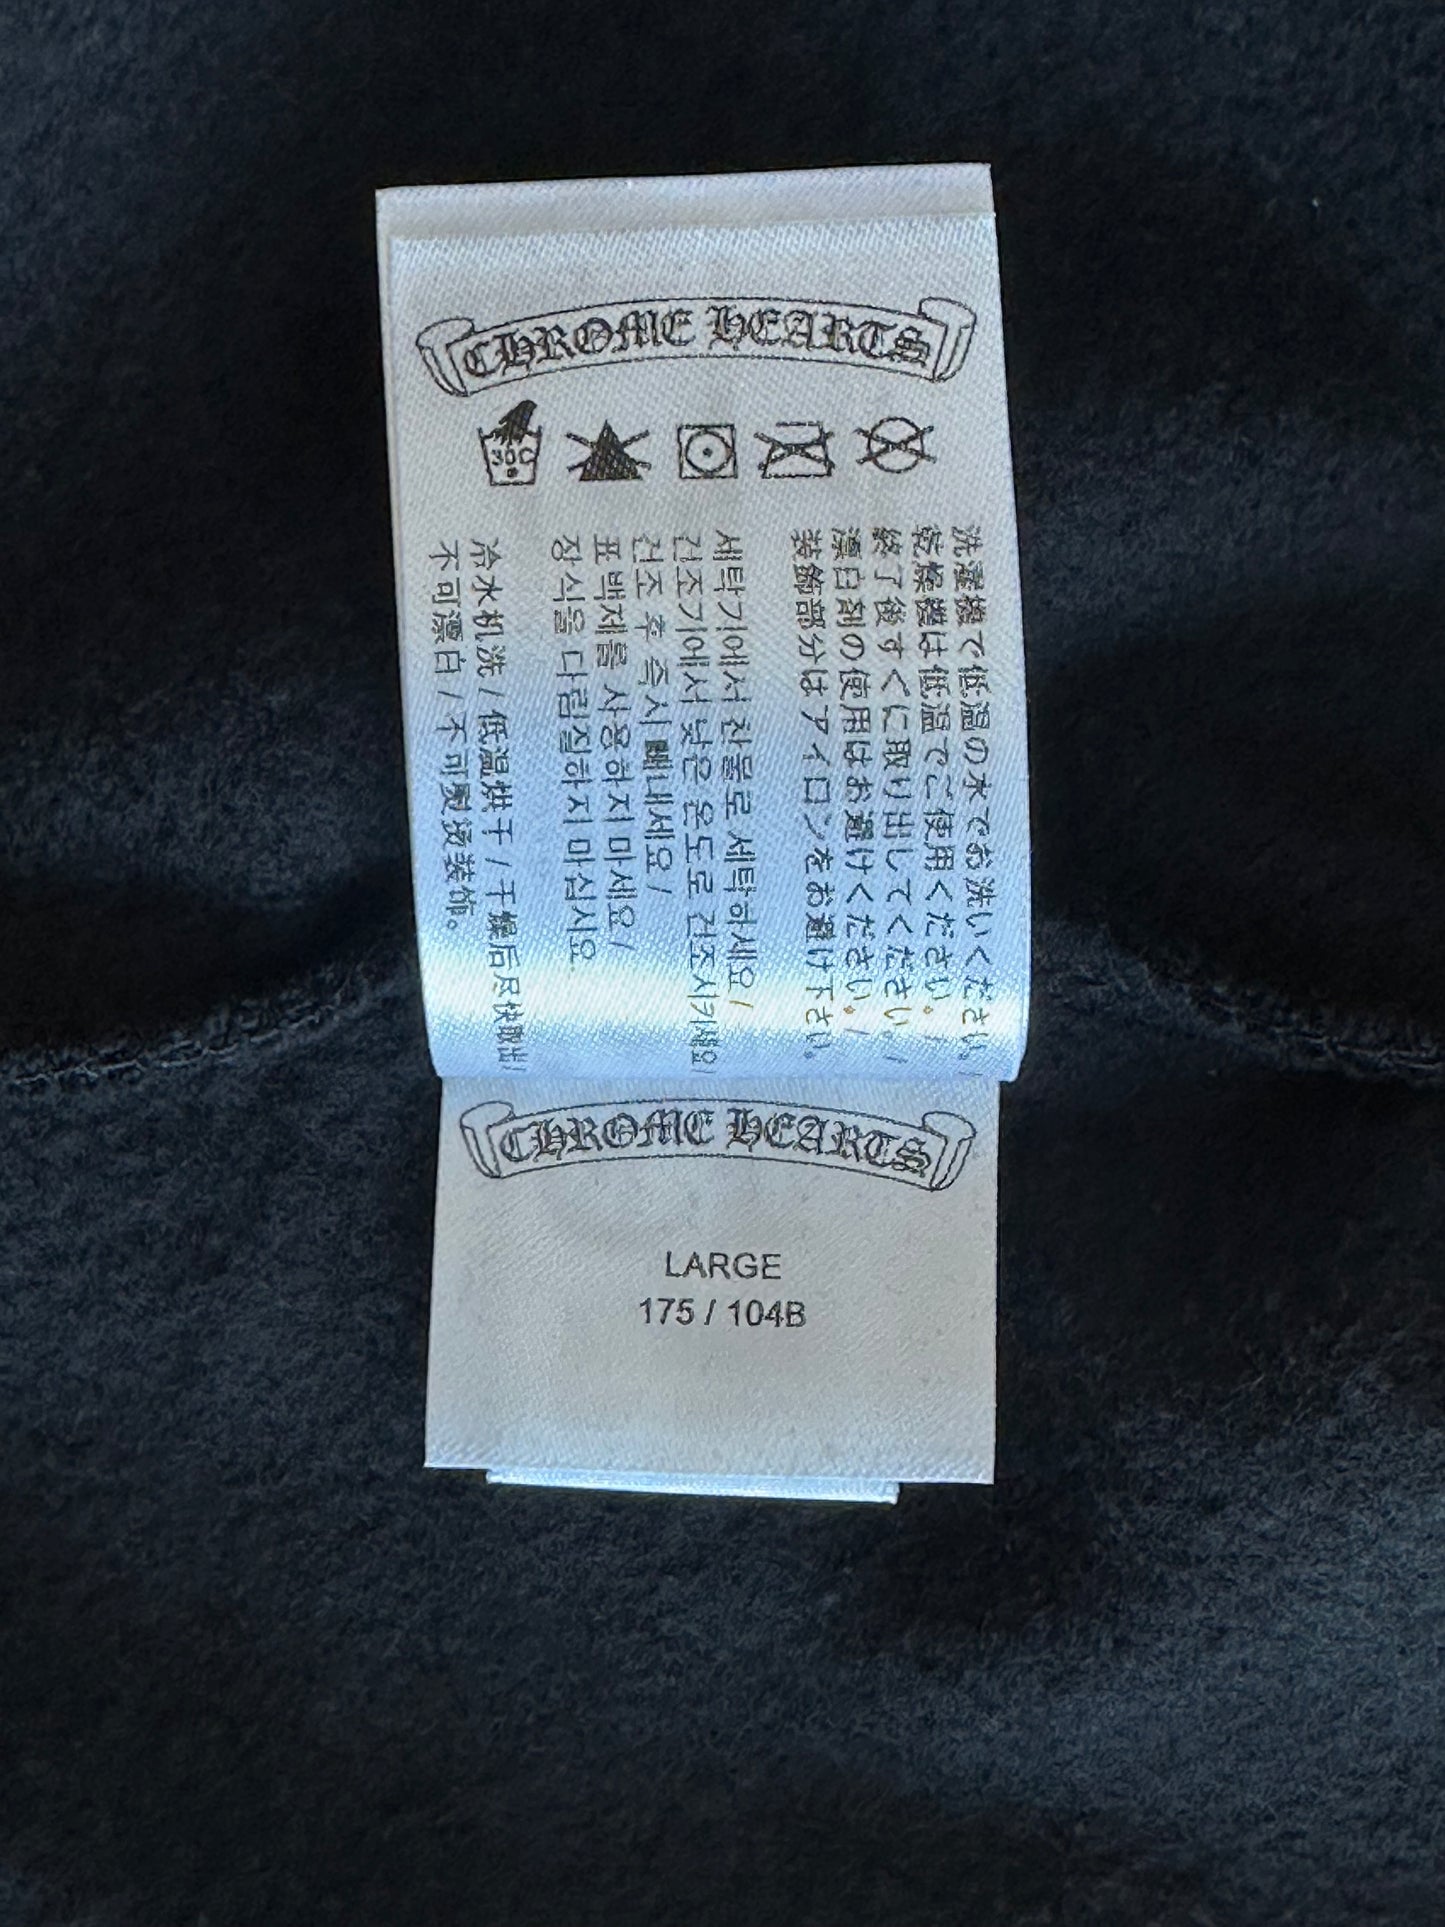 CHROME HEARTS
30C
洗濯機で低温の水でお洗いください。/
乾燥機は低温でご使用ください。/
終了後すぐに取り出してください。/
漂白剤の使用はお避けください。/
装飾部分はアイロンをお避け下さい。
세탁기에서 찬물로 세탁하세요 /
건조기에서 낮은 온도로 건조시키세요 /
건조 후 즉시 빼내세요 /
표백제를 사용하지 마세요 /
장식을 다림질하지 마십시요.
冷水机洗 / 低温烘干 / 干燥后尽快取出 /
不可漂白 / 不可熨烫装饰。
CHROME HEARTS
LARGE
175 / 104B